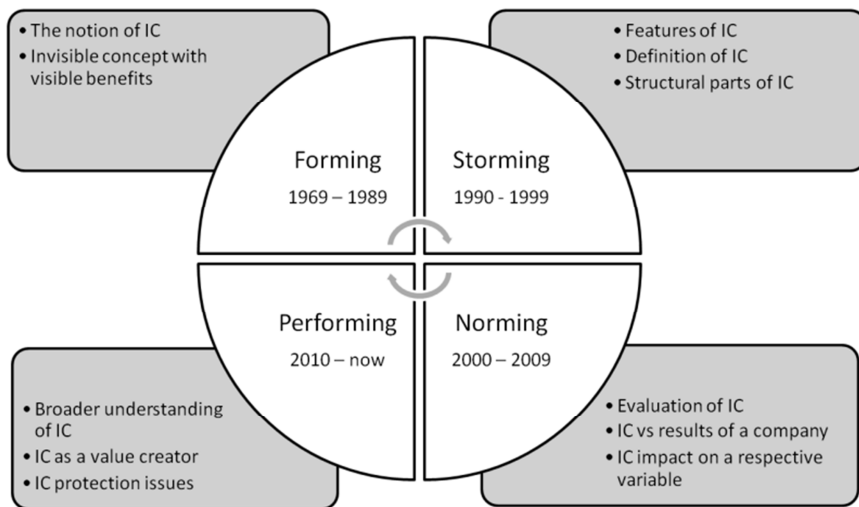 • The notion of IC
• Invisible concept with
visible benefits
• Features of IC
• Definition of IC
• Structural parts of IC
Forming
1969 – 1989
Storming
1990 - 1999
Performing
2010 – now
Norming
2000 – 2009
• Broader understanding
of IC
• IC as a value creator
• IC protection issues
• Evaluation of IC
• IC vs results of a company
• IC impact on a respective
variable